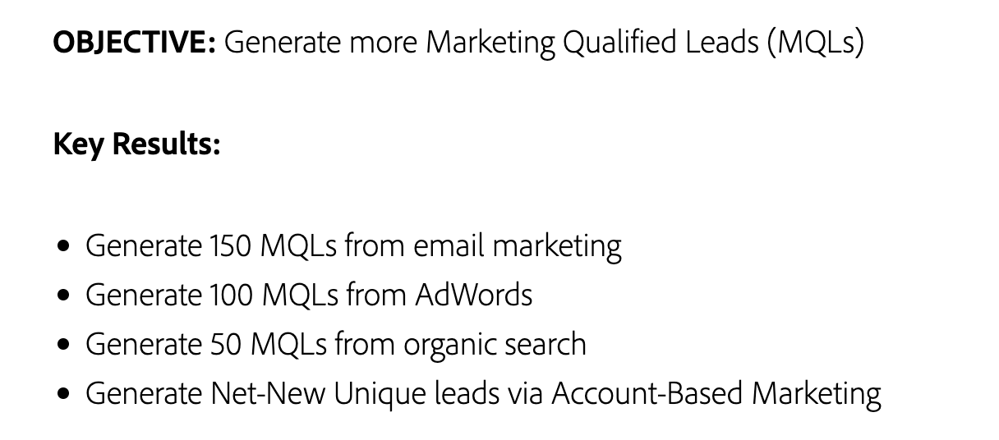 OBJECTIVE: Generate more Marketing Qualified Leads (MQLs)
Key Results:
• Generate 150 MQLs from email marketing
• Generate 100 MQLs from AdWords
• Generate 50 MQLs from organic search
• Generate Net-New Unique leads via Account-Based Marketing